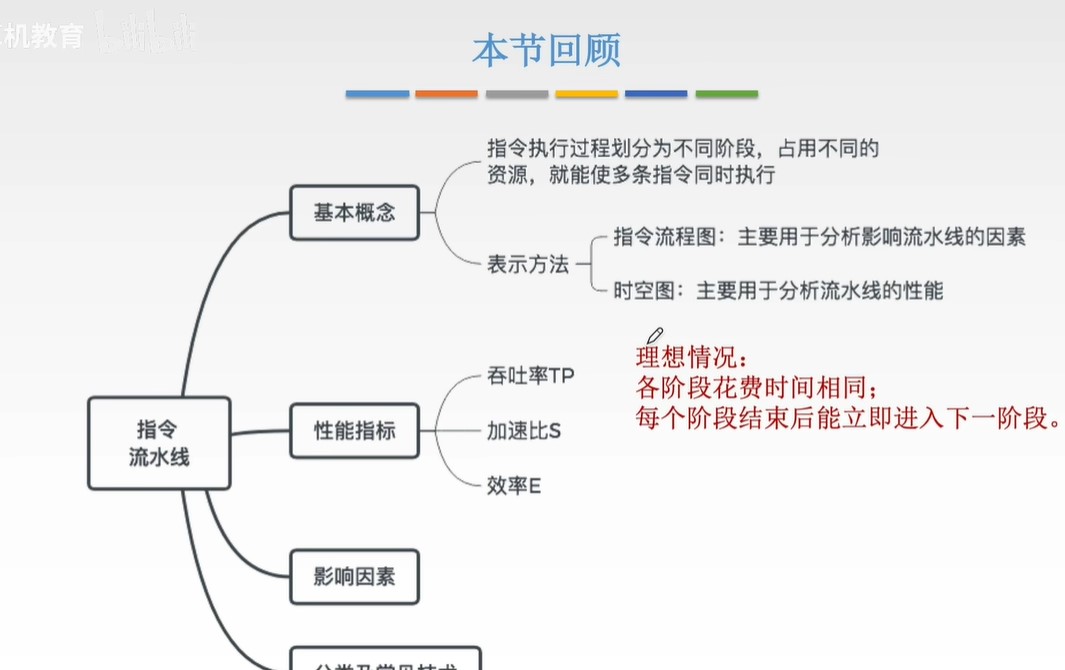 机教育
本节回顾
指令执行过程划分为不同阶段，占用不同的
资源，就能使多条指令同时执行
基本概念
指令流程图：主要用于分析影响流水线的因素
表示方法
时空图：主要用于分析流水线的性能
理想情况：
各阶段花费时间相同；
每个阶段结束后能立即进入下一阶段。
吞吐率TP
指令
流水线
性能指标
加速比S
效率E
影响因素
分类及常见技术